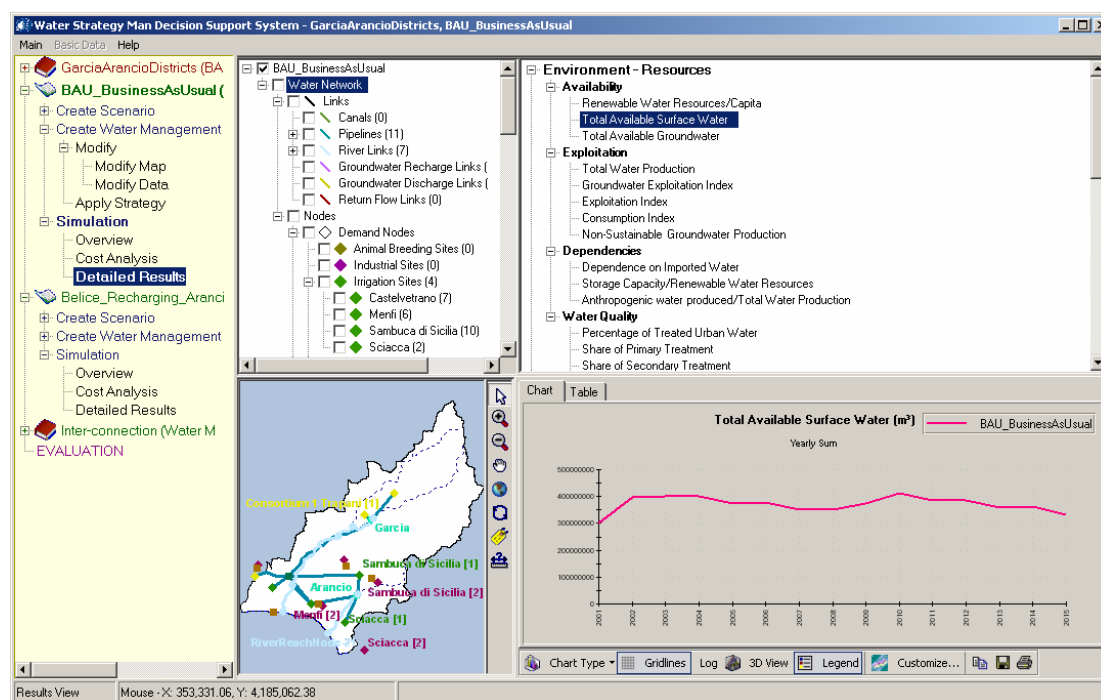 Water Strategy Man Decision Support System - GarciaArancioDistricts, BAU_BusinessAsUsual
Main Basic Data Help
GarciaArancioDistricts (BA
BAU_BusinessAsUsual (
Create Scenario
Create Water Management
Modify
Modify Map
Modify Data
Apply Strategy
Simulation
Overview
Cost Analysis
Detailed Results
Belice_Recharging_Aranci
Create Scenario
Create Water Management
Simulation
Overview
Cost Analysis
Detailed Results
Inter-connection (Water M
EVALUATION
BAU_BusinessAsUsual
Water Network
Links
Canals (0)
Pipelines (11)
River Links (7)
Groundwater Recharge Links (
Groundwater Discharge Links (
Return Flow Links (0)
Nodes
Demand Nodes
Animal Breeding Sites (0)
Industrial Sites (0)
Irrigation Sites (4)
Castelvetrano (7)
Menfi (6)
Sambuca di Sicilia (10)
Sciacca (2)
Environment - Resources
Availability
Renewable Water Resources/Capita
Total Available Surface Water
Total Available Groundwater
Exploitation
Total Water Production
Groundwater Exploitation Index
Exploitation Index
Consumption Index
Non-Sustainable Groundwater Production
Dependencies
Dependence on Imported Water
Storage Capacity/Renewable Water Resources
Anthropogenic water produced/Total Water Production
Water Quality
Percentage of Treated Urban Water
Share of Primary Treatment
Share of Secondary Treatment
[1]
Garcia
Sambuca di Sicilia [1]
Arancio
Sambuca di Sicilia [2]
Menfi [2]
Sciacca [1]
Sciacca [2]
Chart Table
Total Available Surface Water (m³)
BAU_BusinessAsUsual
Yearly Sum
500000000
400000000
300000000
200000000
100000000
0
2001 2002 2003 2004 2005 2006 2007 2008 2009 2010 2011 2012 2013 2014 2015
Chart Type Gridlines Log 3D View Legend Customize...
Results View Mouse - X: 353,331.06, Y: 4,185,062.38